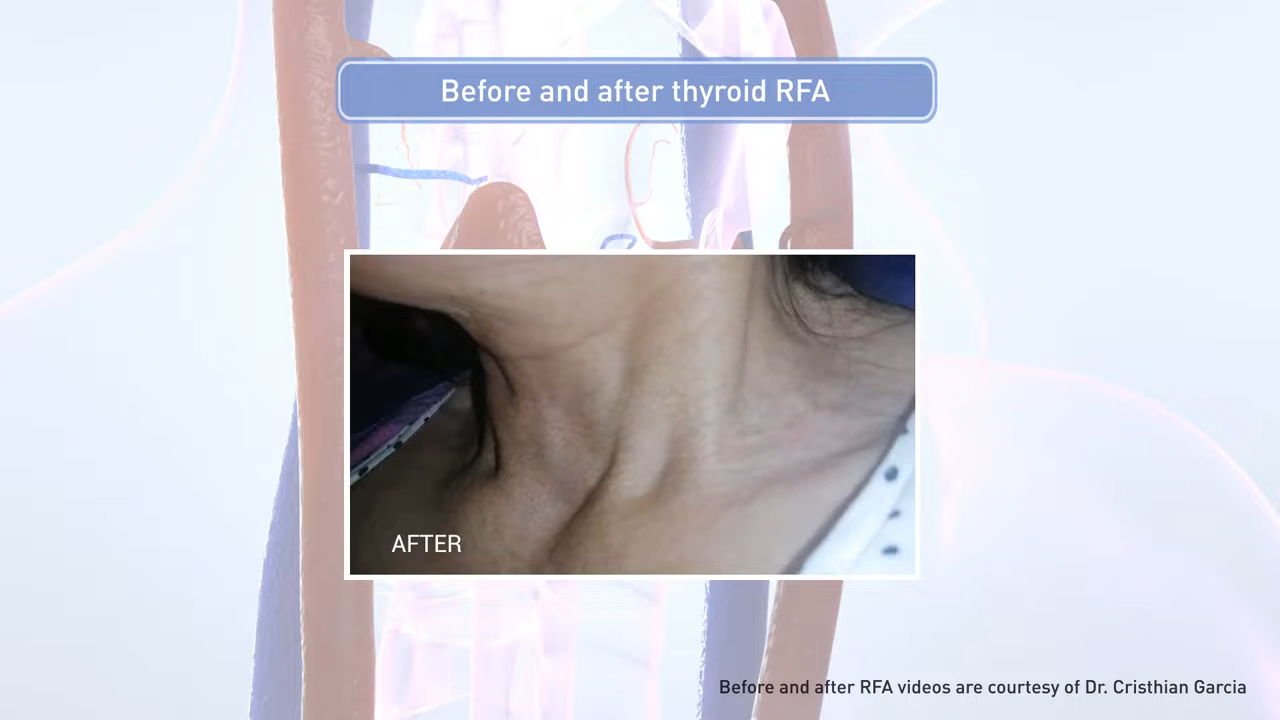 Before and after thyroid RFA
AFTER
Before and after RFA videos are courtesy of Dr. Cristhian Garcia